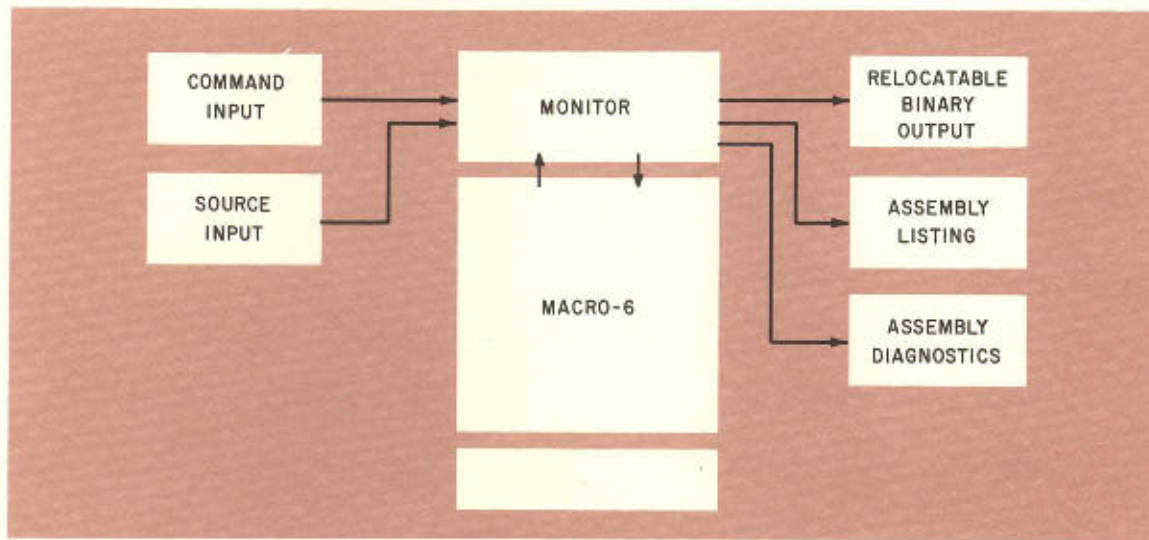 COMMAND
INPUT
SOURCE
INPUT
MONITOR
MACRO-6
RELOCATABLE
BINARY
OUTPUT
ASSEMBLY
LISTING
ASSEMBLY
DIAGNOSTICS